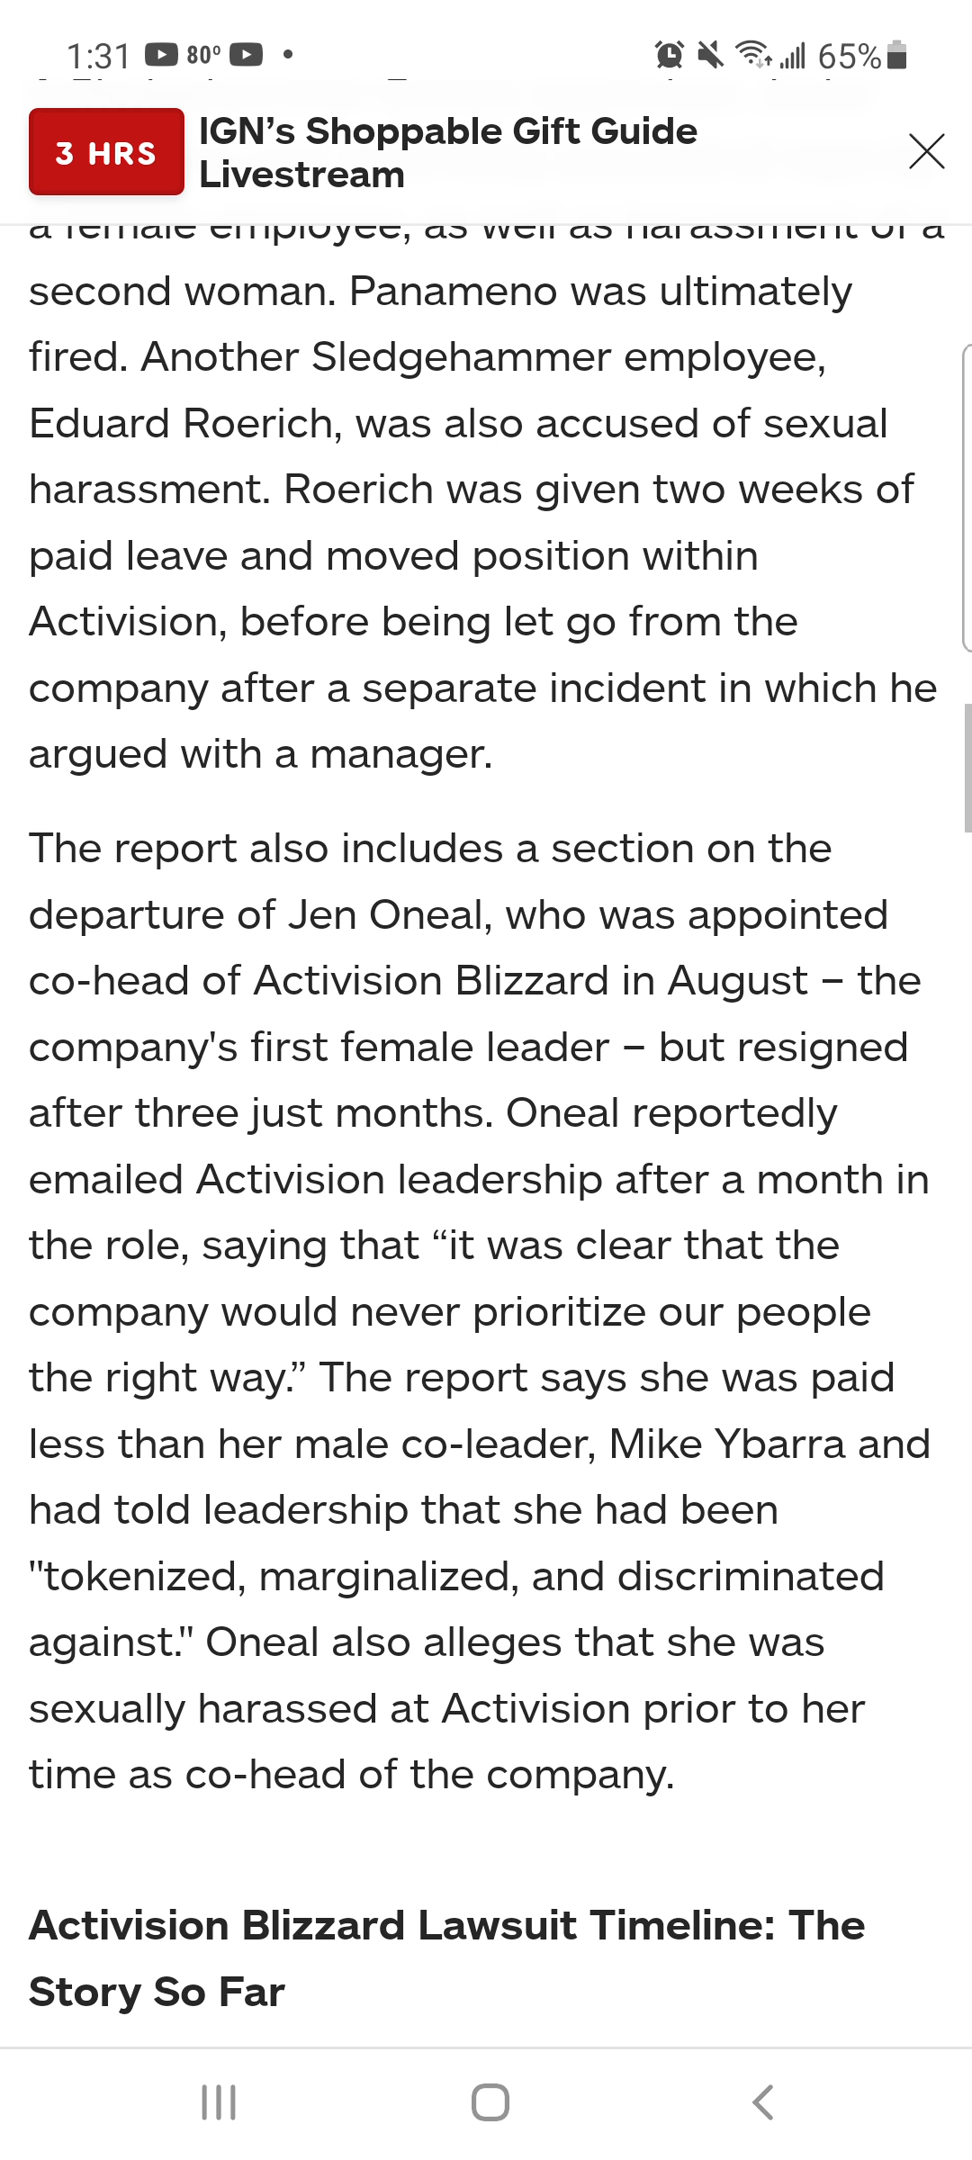 1:31 80° •
65%
3 HRS
IGN's Shoppable Gift Guide
Livestream
a female employee, as well as harassment of a
second woman. Panameno was ultimately
fired. Another Sledgehammer employee,
Eduard Roerich, was also accused of sexual
harassment. Roerich was given two weeks of
paid leave and moved position within
Activision, before being let go from the
company after a separate incident in which he
argued with a manager.
The report also includes a section on the
departure of Jen Oneal, who was appointed
co-head of Activision Blizzard in August – the
company's first female leader – but resigned
after three just months. Oneal reportedly
emailed Activision leadership after a month in
the role, saying that “it was clear that the
company would never prioritize our people
the right way.” The report says she was paid
less than her male co-leader, Mike Ybarra and
had told leadership that she had been
"tokenized, marginalized, and discriminated
against." Oneal also alleges that she was
sexually harassed at Activision prior to her
time as co-head of the company.
Activision Blizzard Lawsuit Timeline: The
Story So Far